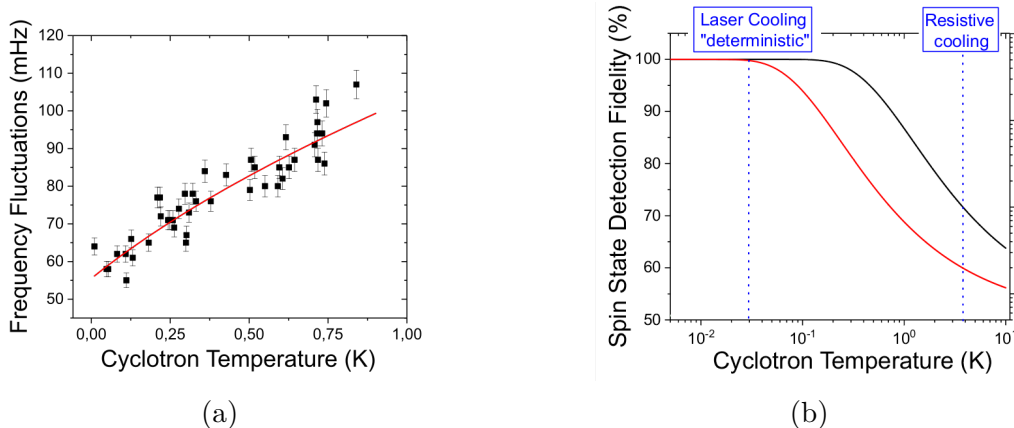 120
110
100
90
80
70
60
50
Frequency Fluctuations (mHz)
0,00 0,25 0,50 0,75 1,00
Cyclotron Temperature (K)
(a)
Laser Cooling
"deterministic"
Resistive
cooling
100
90
80
70
60
50
Spin State Detection Fidelity (%)
10⁻² 10⁻¹ 10⁰
Cyclotron Temperature (K)
(b)